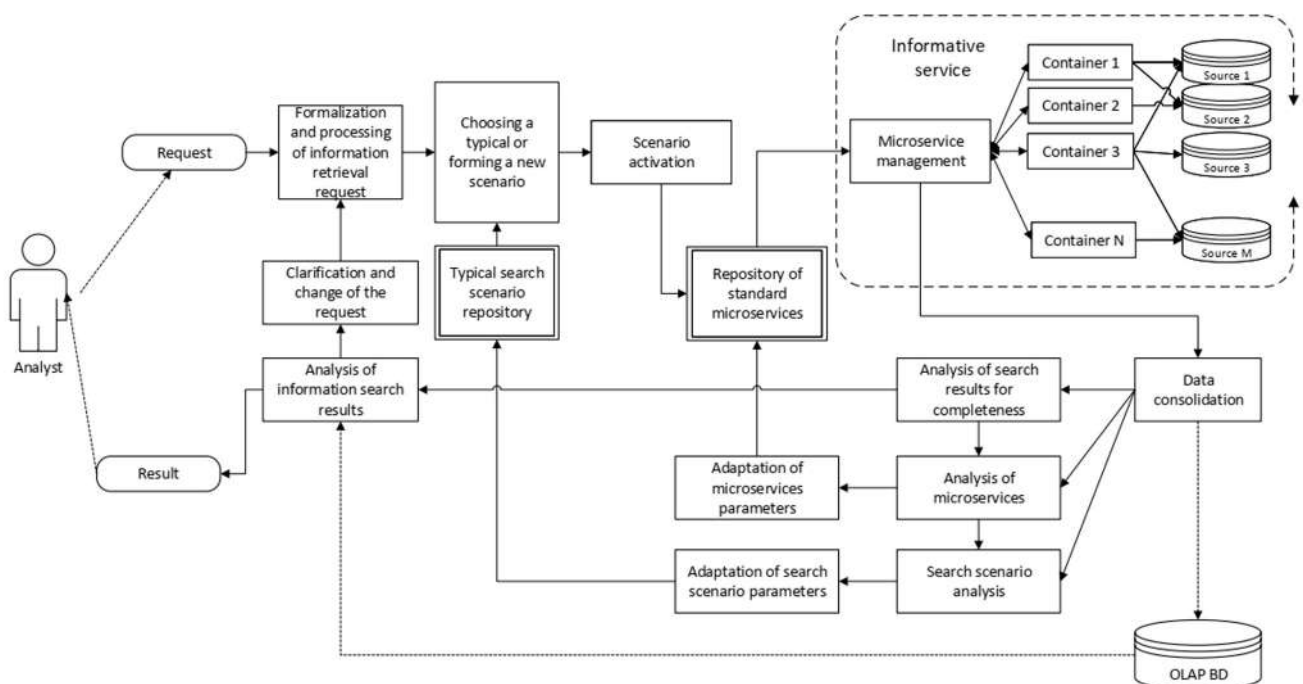 Informative
service
Container 1
Source 1
Container 2
Source 2
Container 3
Source 3
Container N
Source M
Microservice
management
Request
Formalization
and processing
of information
retrieval
request
Choosing a
typical or
forming a new
scenario
Scenario
activation
Clarification and
change of the
request
Typical search
scenario
repository
Repository of
standard
microservices
Analyst
Analysis of
information search
results
Analysis of search
results for
completeness
Data
consolidation
Result
Adaptation of
microservices
parameters
Analysis of
microservices
Adaptation of search
scenario parameters
Search scenario
analysis
OLAP BD